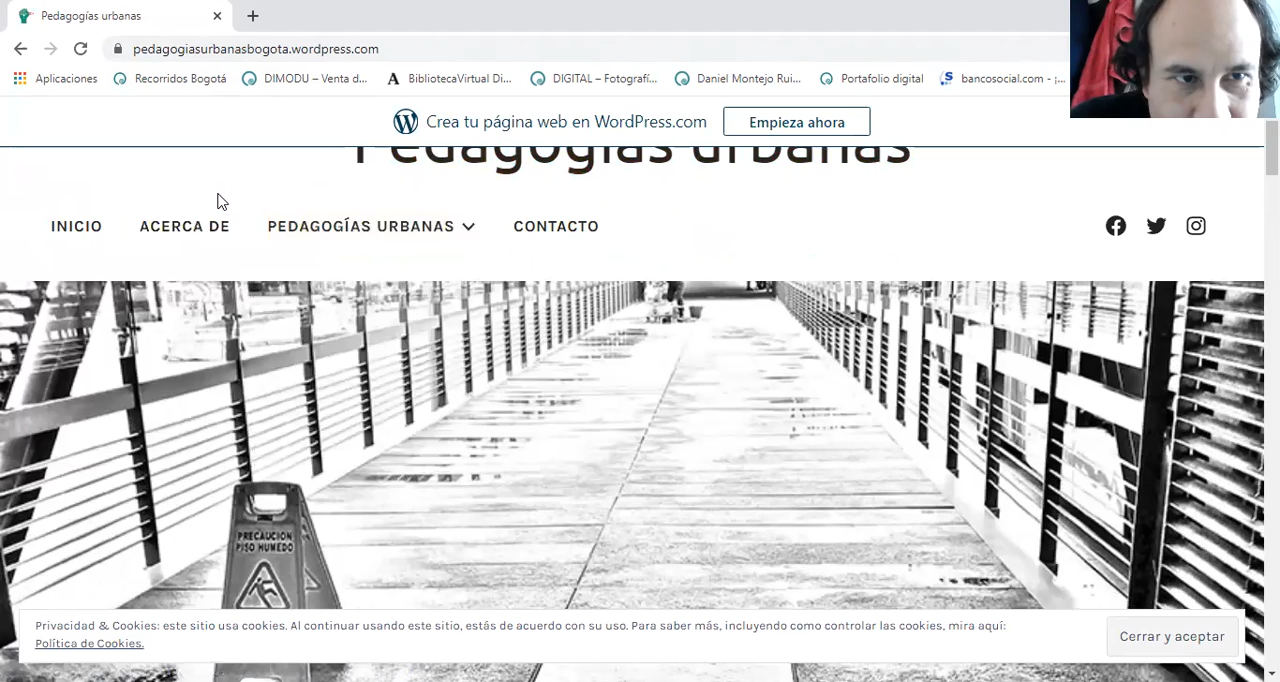 Pedagogías urbanas
pedagogiasurbanasbogota.wordpress.com
Aplicaciones
Recorridos Bogotá
DIMODU – Venta d...
BibliotecaVirtual Di...
DIGITAL – Fotografí...
Daniel Montejo Rui...
Portafolio digital
bancosocial.com - ¡...
Crea tu página web en WordPress.com
Empieza ahora
Pedagogías urbanas
INICIO
ACERCA DE
PEDAGOGÍAS URBANAS
CONTACTO
PRECAUCION
PISO HUMEDO
Privacidad & Cookies: este sitio usa cookies. Al continuar usando este sitio, estás de acuerdo con su uso. Para saber más, incluyendo como controlar las cookies, mira aquí:
Política de Cookies.
Cerrar y aceptar